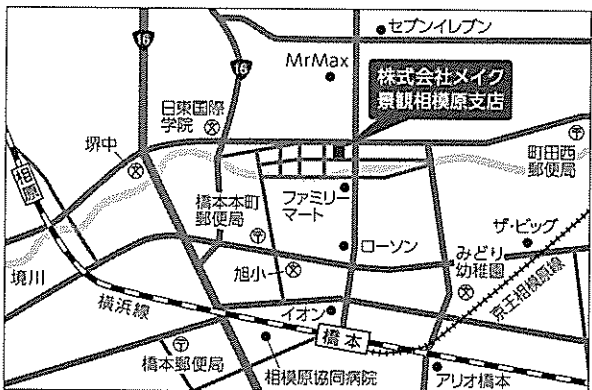 セブンイレブン
16
MrMax
16
株式会社メイク
景観相模原支店
日東国際
学院
堺中
町田西
郵便局
相原
橋本本町
郵便局
ファミリー
マート
ザ・ビッグ
ローソン
みどり
幼稚園
境川
旭小
京王相模原線
横浜線
イオン
橋本
橋本郵便局
相模原協同病院
アリオ橋本